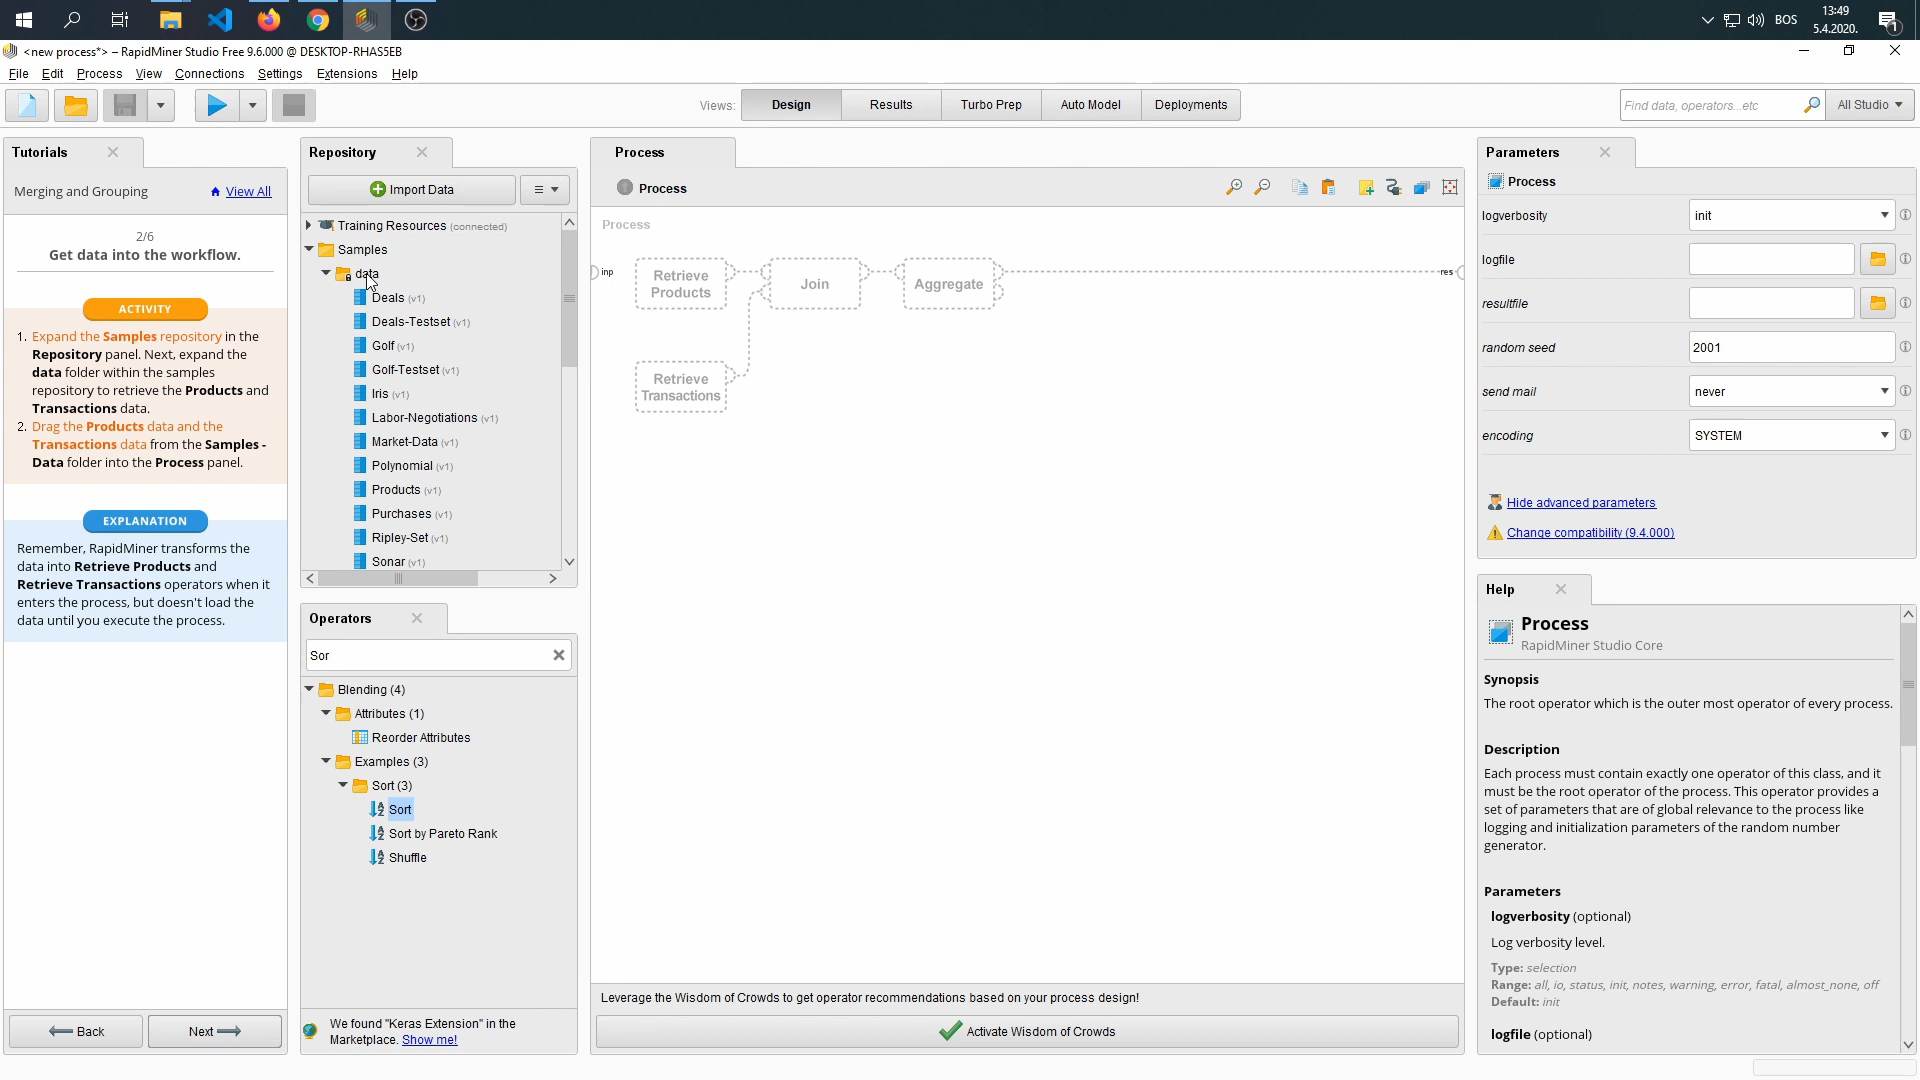 BOS
13:49
5.4.2020.
1
<new process*> – RapidMiner Studio Free 9.6.000 @ DESKTOP-RHAS5EB
File Edit Process View Connections Settings Extensions Help
Views: Design Results Turbo Prep Auto Model Deployments
Find data, operators...etc
All Studio
Tutorials
Merging and Grouping View All
2/6
Get data into the workflow.
ACTIVITY
1. Expand the Samples repository in the
Repository panel. Next, expand the
data folder within the samples
repository to retrieve the Products and
Transactions data.
2. Drag the Products data and the
Transactions data from the Samples -
Data folder into the Process panel.
EXPLANATION
Remember, RapidMiner transforms the
data into Retrieve Products and
Retrieve Transactions operators when it
enters the process, but doesn't load the
data until you execute the process.
Back Next
Repository
Import Data
Training Resources (connected)
Samples
data
Deals (v1)
Deals-Testset (v1)
Golf (v1)
Golf-Testset (v1)
Iris (v1)
Labor-Negotiations (v1)
Market-Data (v1)
Polynomial (v1)
Products (v1)
Purchases (v1)
Ripley-Set (v1)
Sonar (v1)
Operators
Sor
Blending (4)
Attributes (1)
Reorder Attributes
Examples (3)
Sort (3)
Sort
Sort by Pareto Rank
Shuffle
We found "Keras Extension" in the
Marketplace. Show me!
Process
Process
Process
inp
Retrieve
Products
Join
Aggregate
res
Retrieve
Transactions
Leverage the Wisdom of Crowds to get operator recommendations based on your process design!
Activate Wisdom of Crowds
Parameters
Process
logverbosity init
logfile
resultfile
random seed 2001
send mail never
encoding SYSTEM
Hide advanced parameters
Change compatibility (9.4.000)
Help
Process
RapidMiner Studio Core
Synopsis
The root operator which is the outer most operator of every process.
Description
Each process must contain exactly one operator of this class, and it
must be the root operator of the process. This operator provides a
set of parameters that are of global relevance to the process like
logging and initialization parameters of the random number
generator.
Parameters
logverbosity (optional)
Log verbosity level.
Type: selection
Range: all, io, status, init, notes, warning, error, fatal, almost_none, off
Default: init
logfile (optional)